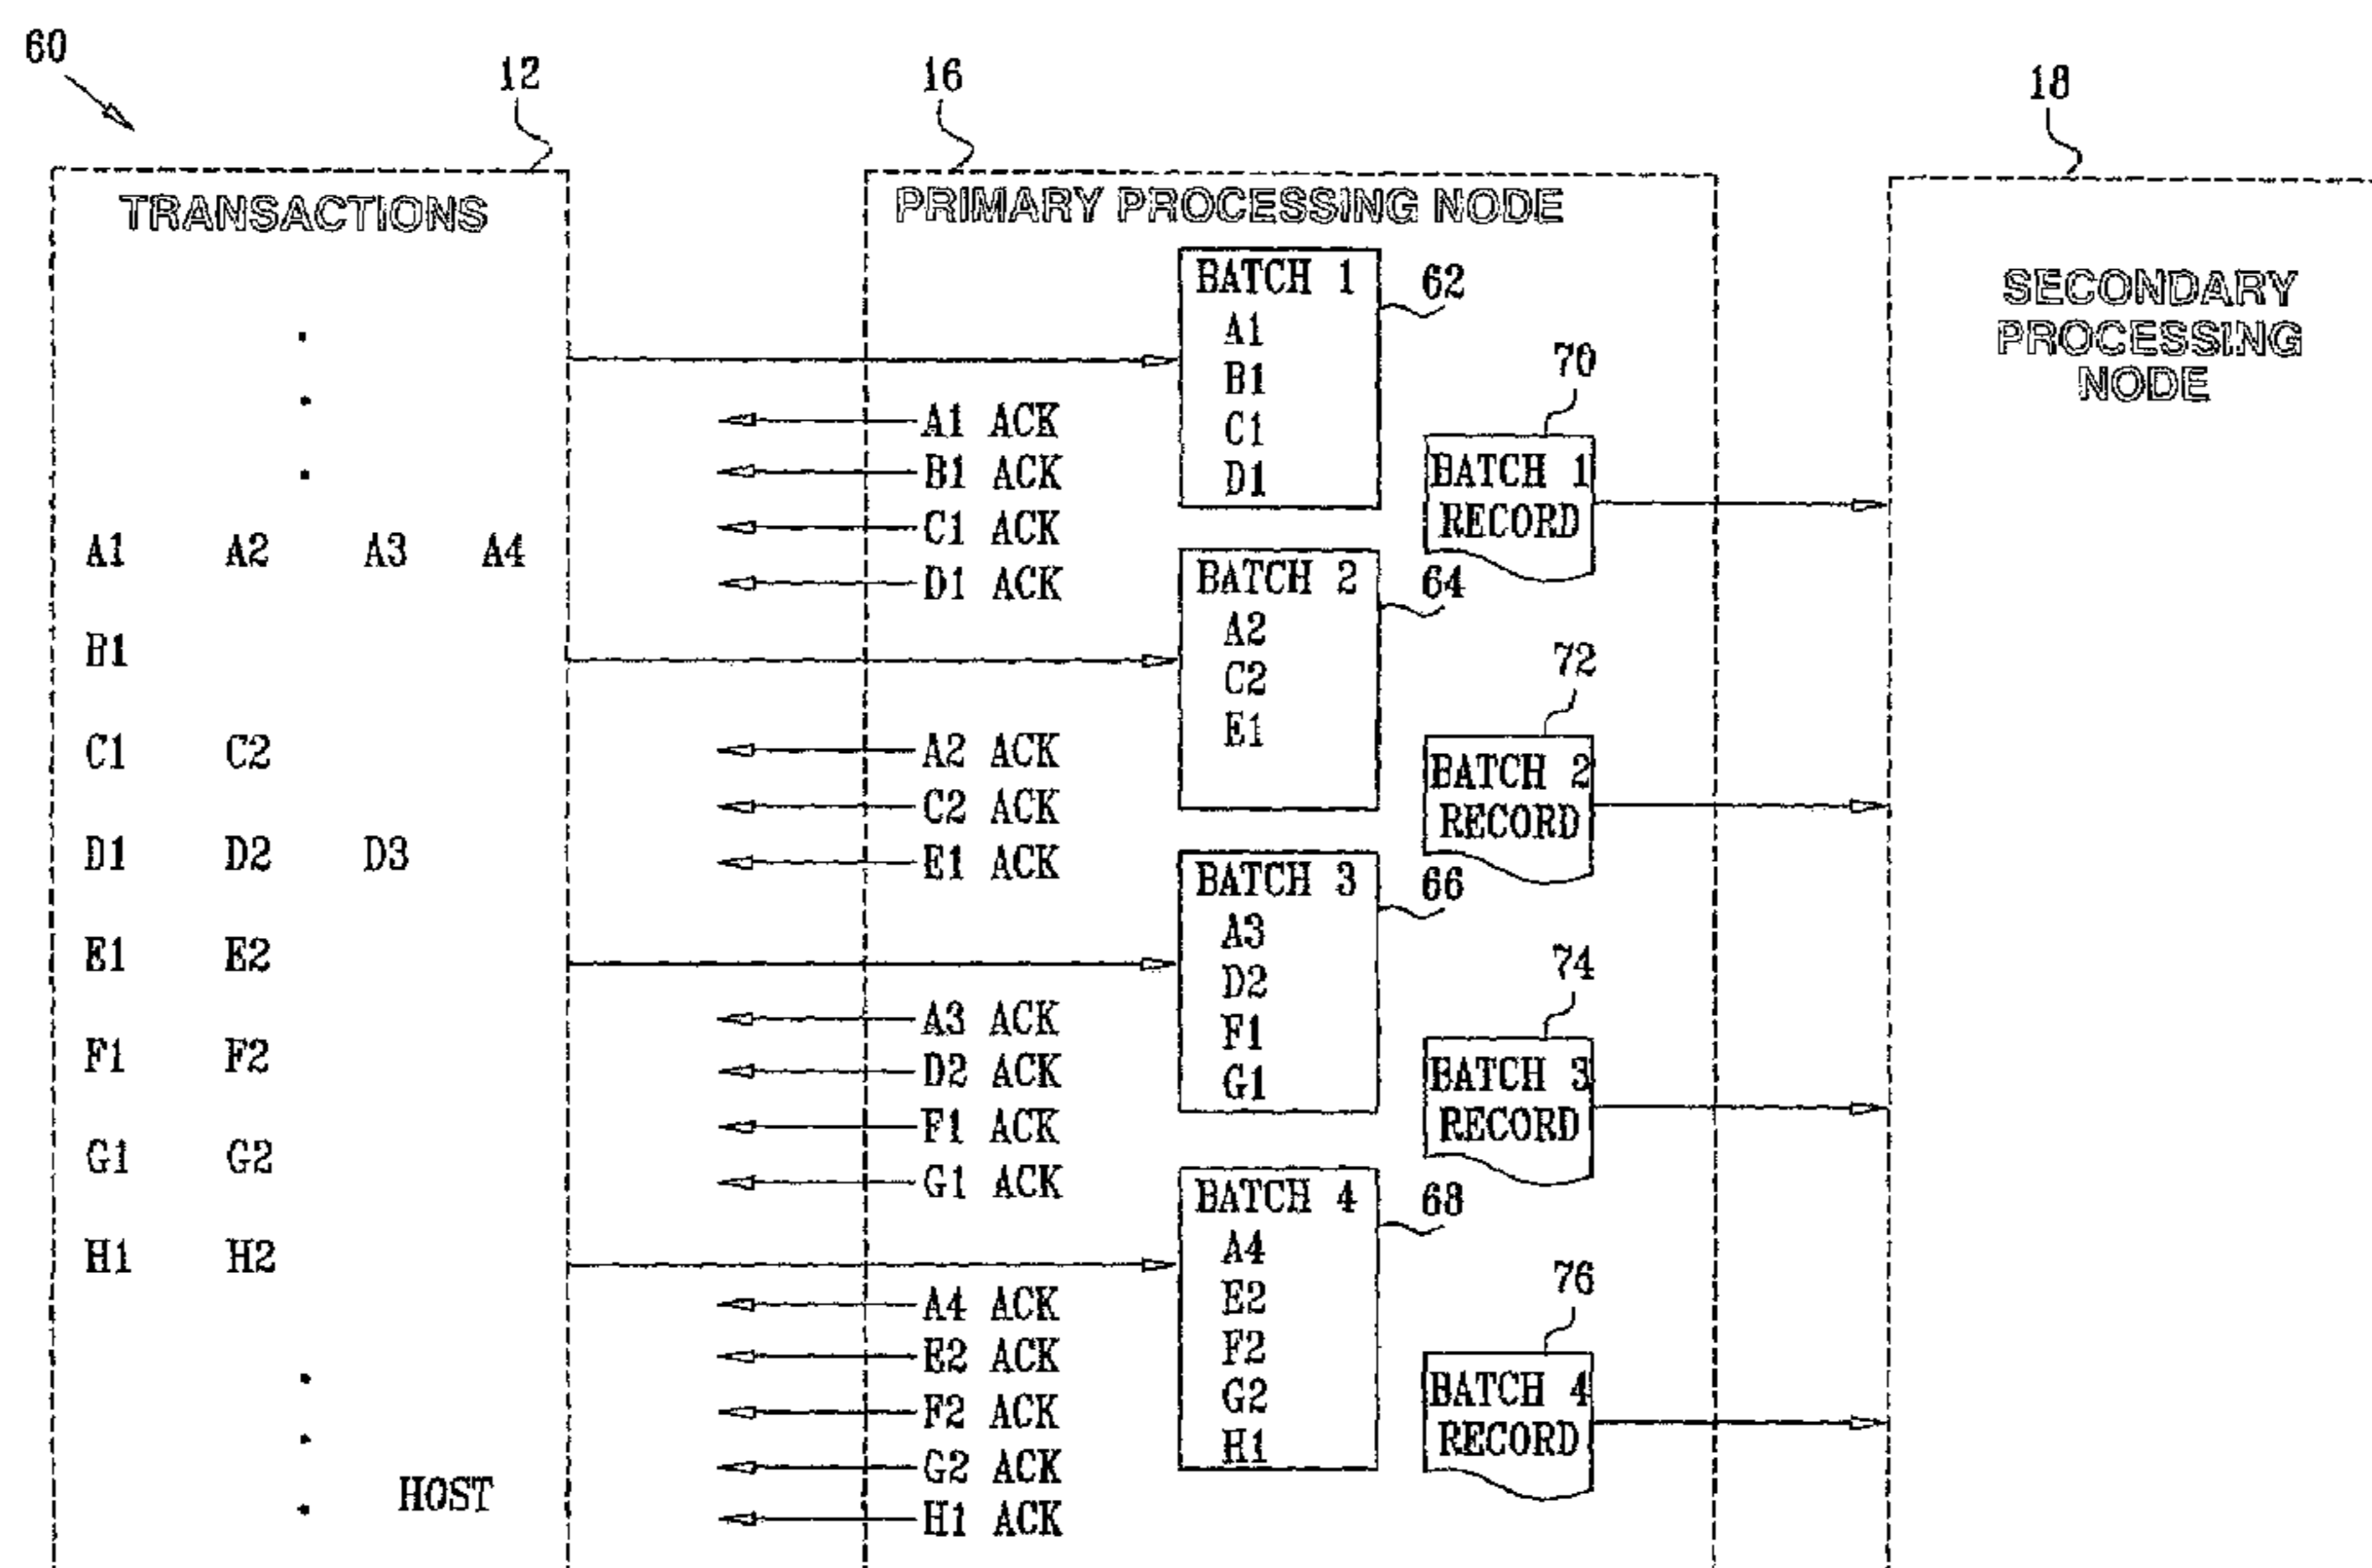 60
12
16
18
TRANSACTIONS
PRIMARY PROCESSING NODE
SECONDARY
PROCESSING
NODE
A1 A2 A3 A4
B1
C1 C2
D1 D2 D3
E1 E2
F1 F2
G1 G2
H1 H2
HOST
A1 ACK
B1 ACK
C1 ACK
D1 ACK
A2 ACK
C2 ACK
E1 ACK
A3 ACK
D2 ACK
F1 ACK
G1 ACK
A4 ACK
E2 ACK
F2 ACK
G2 ACK
H1 ACK
BATCH 1
A1
B1
C1
D1
62
BATCH 2
A2
C2
E1
64
BATCH 3
A3
D2
F1
G1
66
BATCH 4
A4
E2
F2
G2
H1
68
70
BATCH 1
RECORD
72
BATCH 2
RECORD
74
BATCH 3
RECORD
76
BATCH 4
RECORD